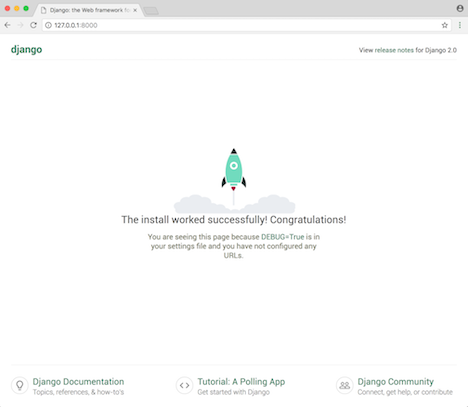 Django: the Web framework fo
127.0.0.1:8000
django
View release notes for Django 2.0
The install worked successfully! Congratulations!
You are seeing this page because DEBUG=True is in
your settings file and you have not configured any
URLs.
Django Documentation
Topics, references, & how-to's
Tutorial: A Polling App
Get started with Django
Django Community
Connect, get help, or contribute